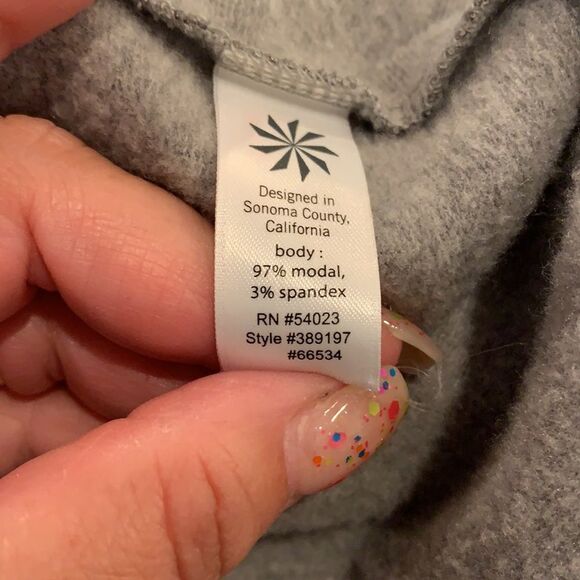 Designed in
Sonoma County,
California
body :
97% modal,
3% spandex
RN #54023
Style #389197
#66534